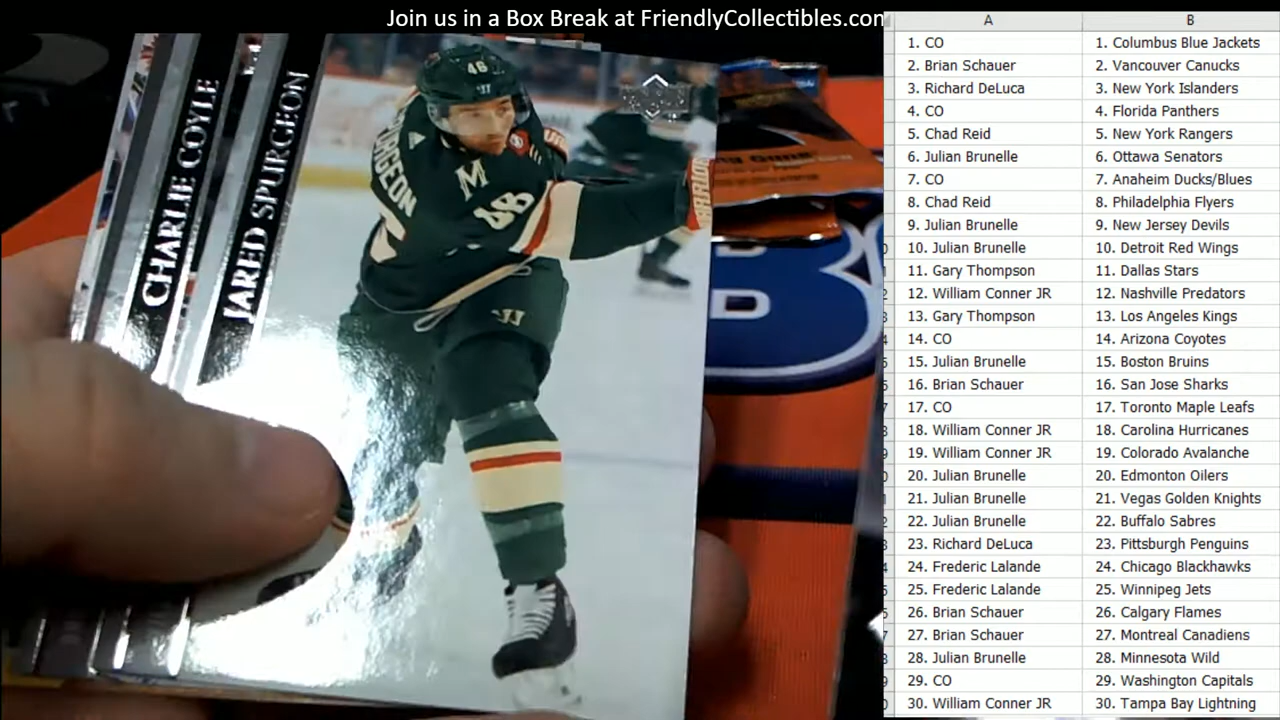 Join us in a Box Break at FriendlyCollectibles.com
CHARLIE COYLE
JARED SPURGEON
46
SPURGEON
46
A B
1. CO 1. Columbus Blue Jackets
2. Brian Schauer 2. Vancouver Canucks
3. Richard DeLuca 3. New York Islanders
4. CO 4. Florida Panthers
5. Chad Reid 5. New York Rangers
6. Julian Brunelle 6. Ottawa Senators
7. CO 7. Anaheim Ducks/Blues
8. Chad Reid 8. Philadelphia Flyers
9. Julian Brunelle 9. New Jersey Devils
10. Julian Brunelle 10. Detroit Red Wings
11. Gary Thompson 11. Dallas Stars
12. William Conner JR 12. Nashville Predators
13. Gary Thompson 13. Los Angeles Kings
14. CO 14. Arizona Coyotes
15. Julian Brunelle 15. Boston Bruins
16. Brian Schauer 16. San Jose Sharks
17. CO 17. Toronto Maple Leafs
18. William Conner JR 18. Carolina Hurricanes
19. William Conner JR 19. Colorado Avalanche
20. Julian Brunelle 20. Edmonton Oilers
21. Julian Brunelle 21. Vegas Golden Knights
22. Julian Brunelle 22. Buffalo Sabres
23. Richard DeLuca 23. Pittsburgh Penguins
24. Frederic Lalande 24. Chicago Blackhawks
25. Frederic Lalande 25. Winnipeg Jets
26. Brian Schauer 26. Calgary Flames
27. Brian Schauer 27. Montreal Canadiens
28. Julian Brunelle 28. Minnesota Wild
29. CO 29. Washington Capitals
30. William Conner JR 30. Tampa Bay Lightning